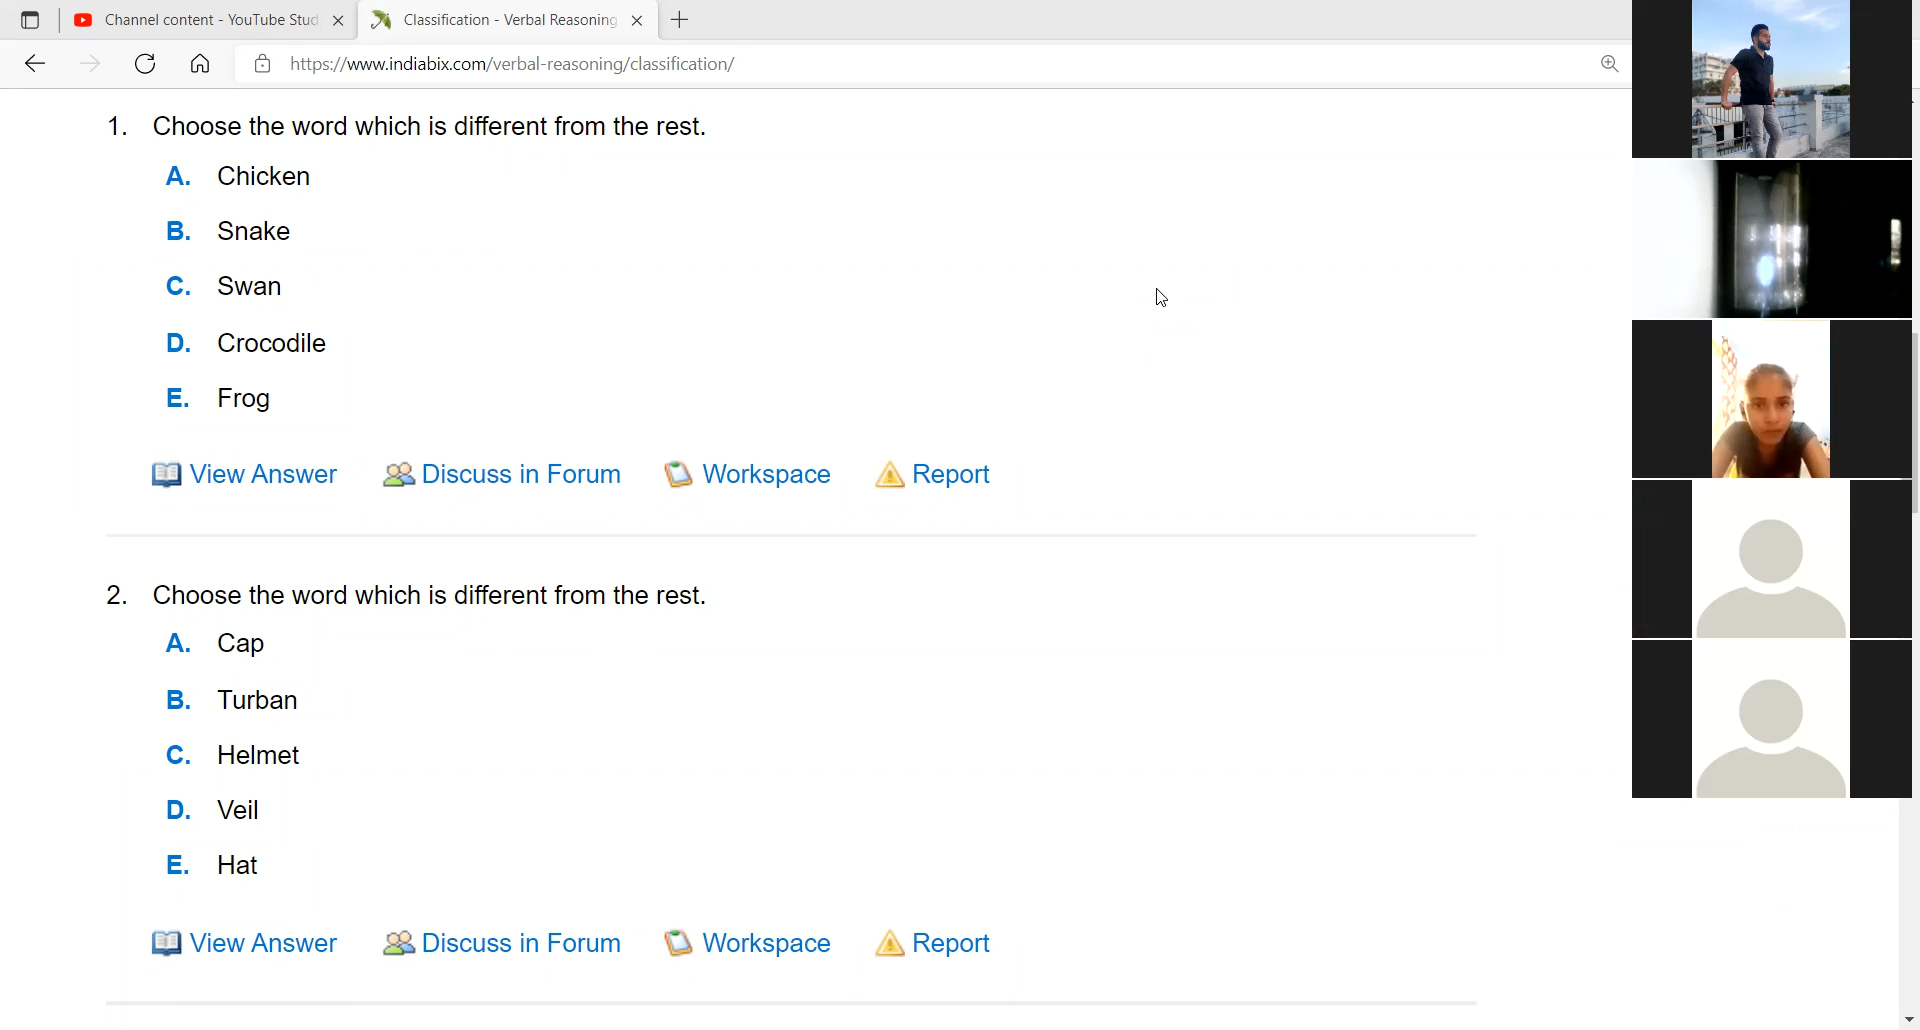 Channel content - YouTube Stud
Classification - Verbal Reasoning
https://www.indiabix.com/verbal-reasoning/classification/
1. Choose the word which is different from the rest.
A. Chicken
B. Snake
C. Swan
D. Crocodile
E. Frog
View Answer Discuss in Forum Workspace Report
2. Choose the word which is different from the rest.
A. Cap
B. Turban
C. Helmet
D. Veil
E. Hat
View Answer Discuss in Forum Workspace Report